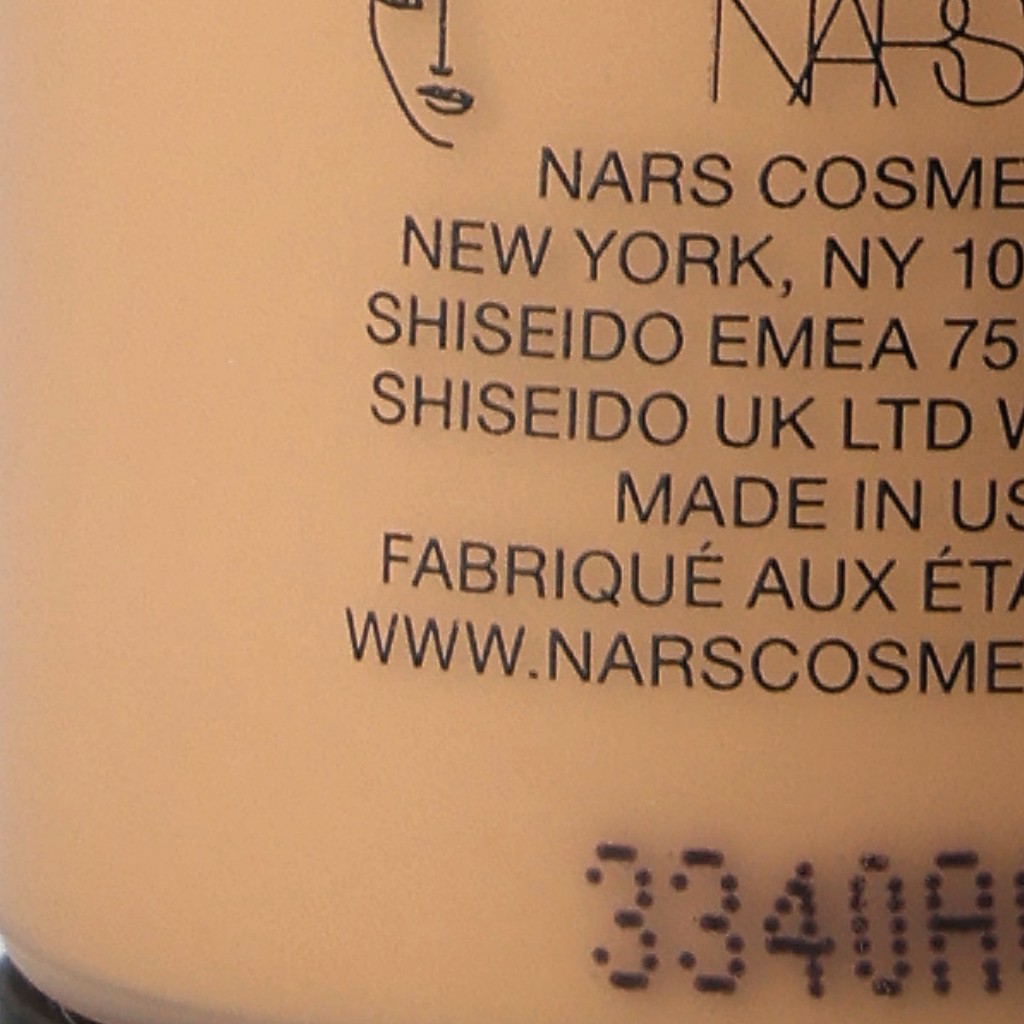 NARS
NARS COSME
NEW YORK, NY 10
SHISEIDO EMEA 75
SHISEIDO UK LTD W
MADE IN US
FABRIQUÉ AUX ÉTA
WWW.NARSCOSME
3340A